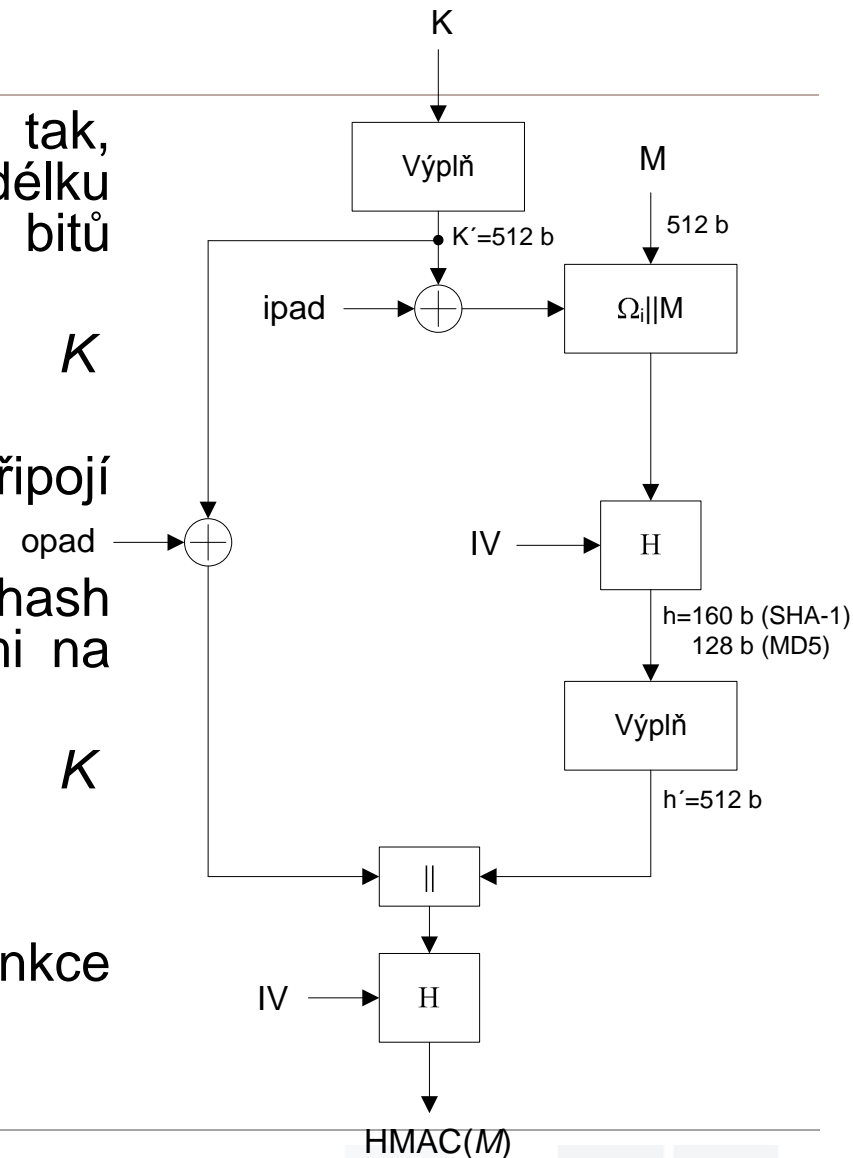 K
tak,
délku
bitů
K
řipojí
hash
ni na
K
nkce
Výplň
M
K´=512 b
512 b
ipad
Ωi||M
opad
IV
H
h=160 b (SHA-1)
128 b (MD5)
Výplň
h´=512 b
||
IV
H
HMAC(M)